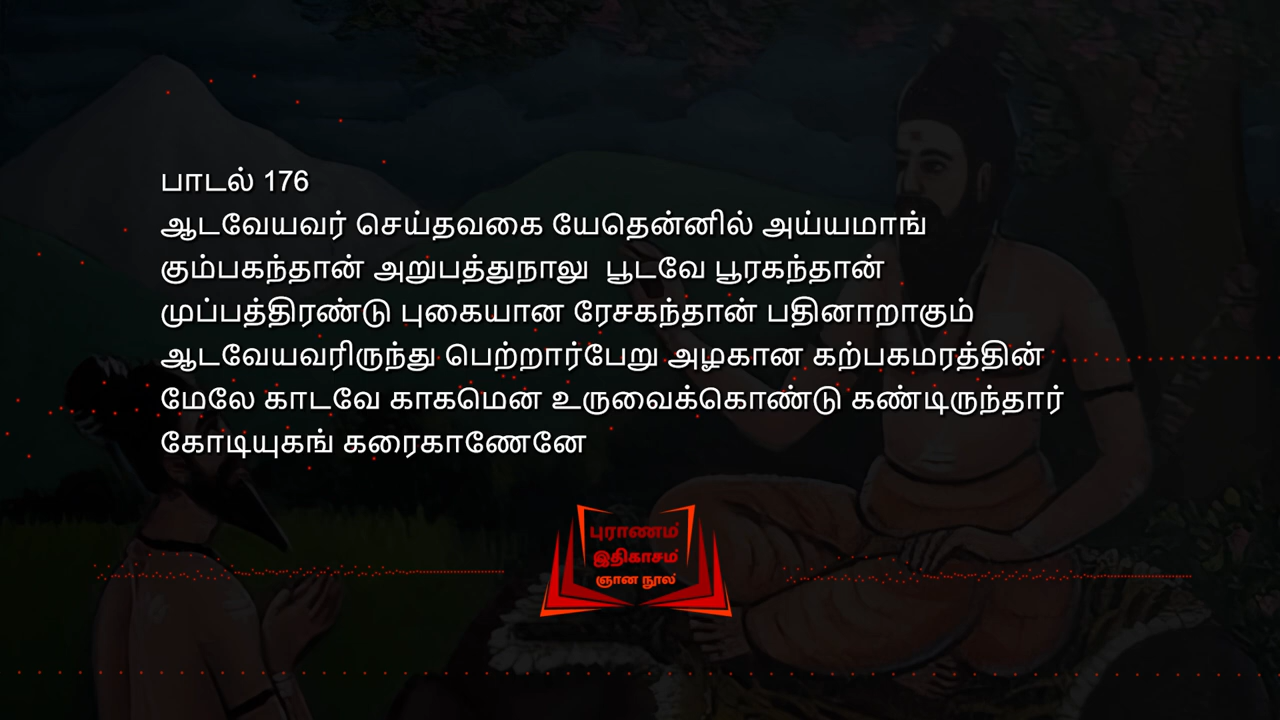 பாடல் 176
ஆடவேயவர் செய்தவகை யேதென்னில் அய்யமாங்
கும்பகந்தான் அறுபத்துநாலு பூடவே பூரகந்தான்
முப்பத்திரண்டு புகையான ரேசகந்தான் பதினாறாகும்
ஆடவேயவரிருந்து பெற்றார்பேறு அழகான கற்பகமரத்தின்
மேலே காடவே காகமென உருவைக்கொண்டு கண்டிருந்தார்
கோடியுகங் கரைகாணேனே
புராணம்
இதிகாசம்
ஞான நூல்